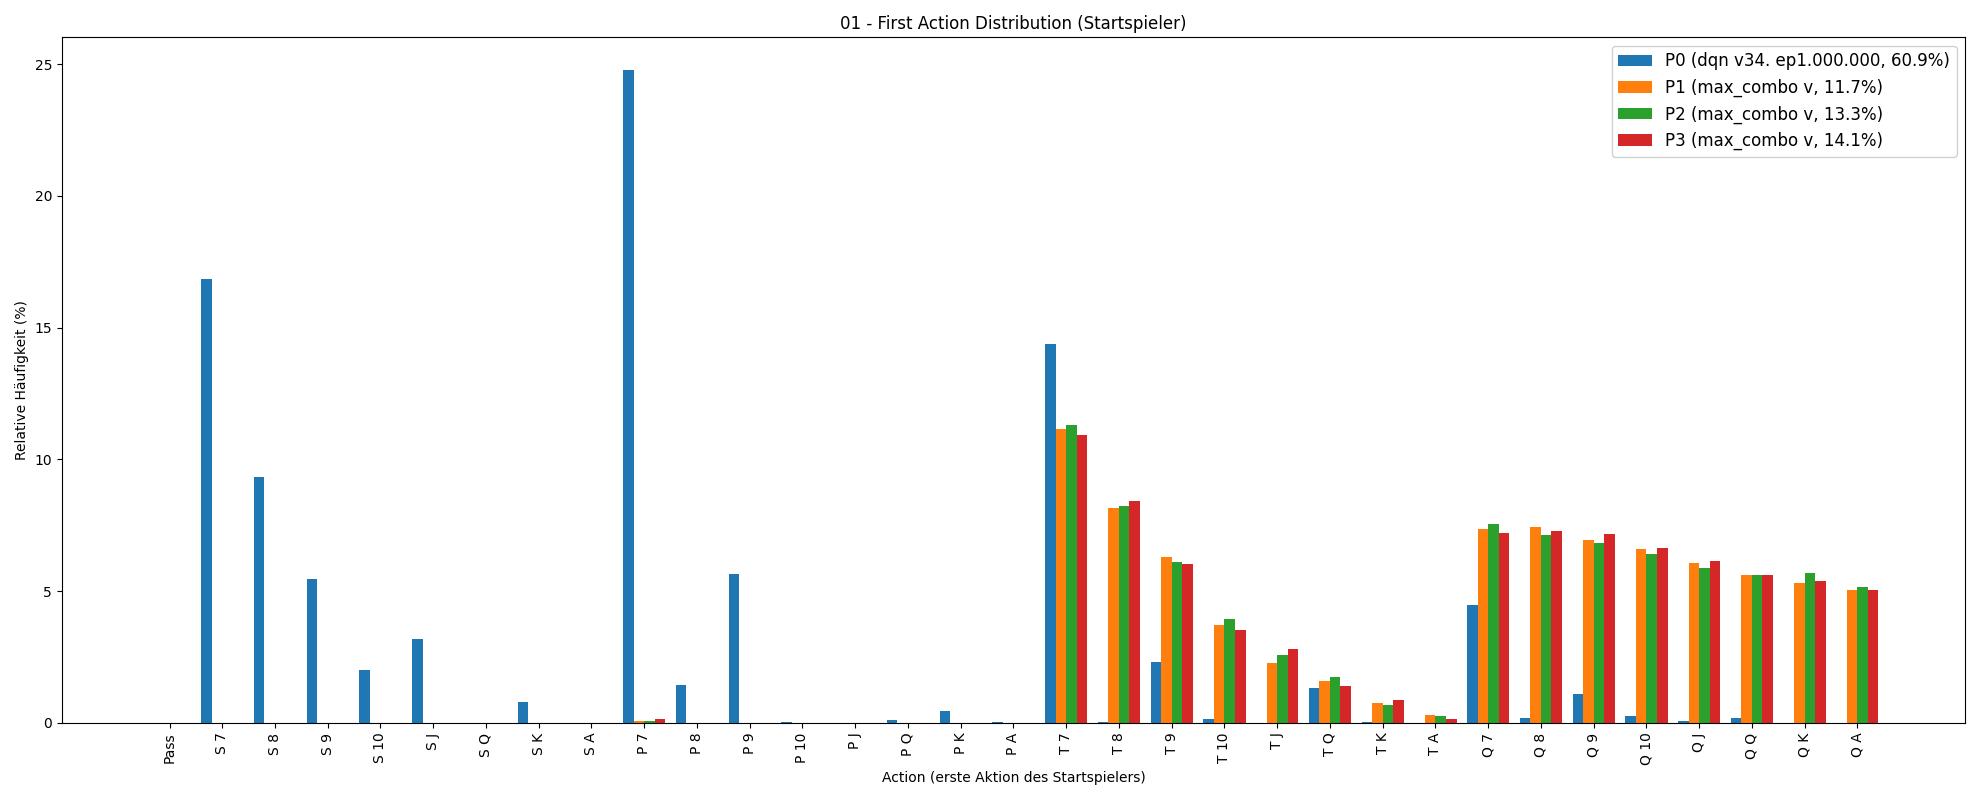 01 - First Action Distribution (Startspieler)
P0 (dqn v34. ep1.000.000, 60.9%)
P1 (max_combo v, 11.7%)
P2 (max_combo v, 13.3%)
P3 (max_combo v, 14.1%)
Relative Häufigkeit (%)
25
20
15
10
5
0
Pass
S 7
S 8
S 9
S 10
S J
S Q
S K
S A
P 7
P 8
P 9
P 10
P J
P Q
P K
P A
T 7
T 8
T 9
T 10
T J
T Q
T K
T A
Q 7
Q 8
Q 9
Q 10
Q J
Q Q
Q K
Q A
Action (erste Aktion des Startspielers)